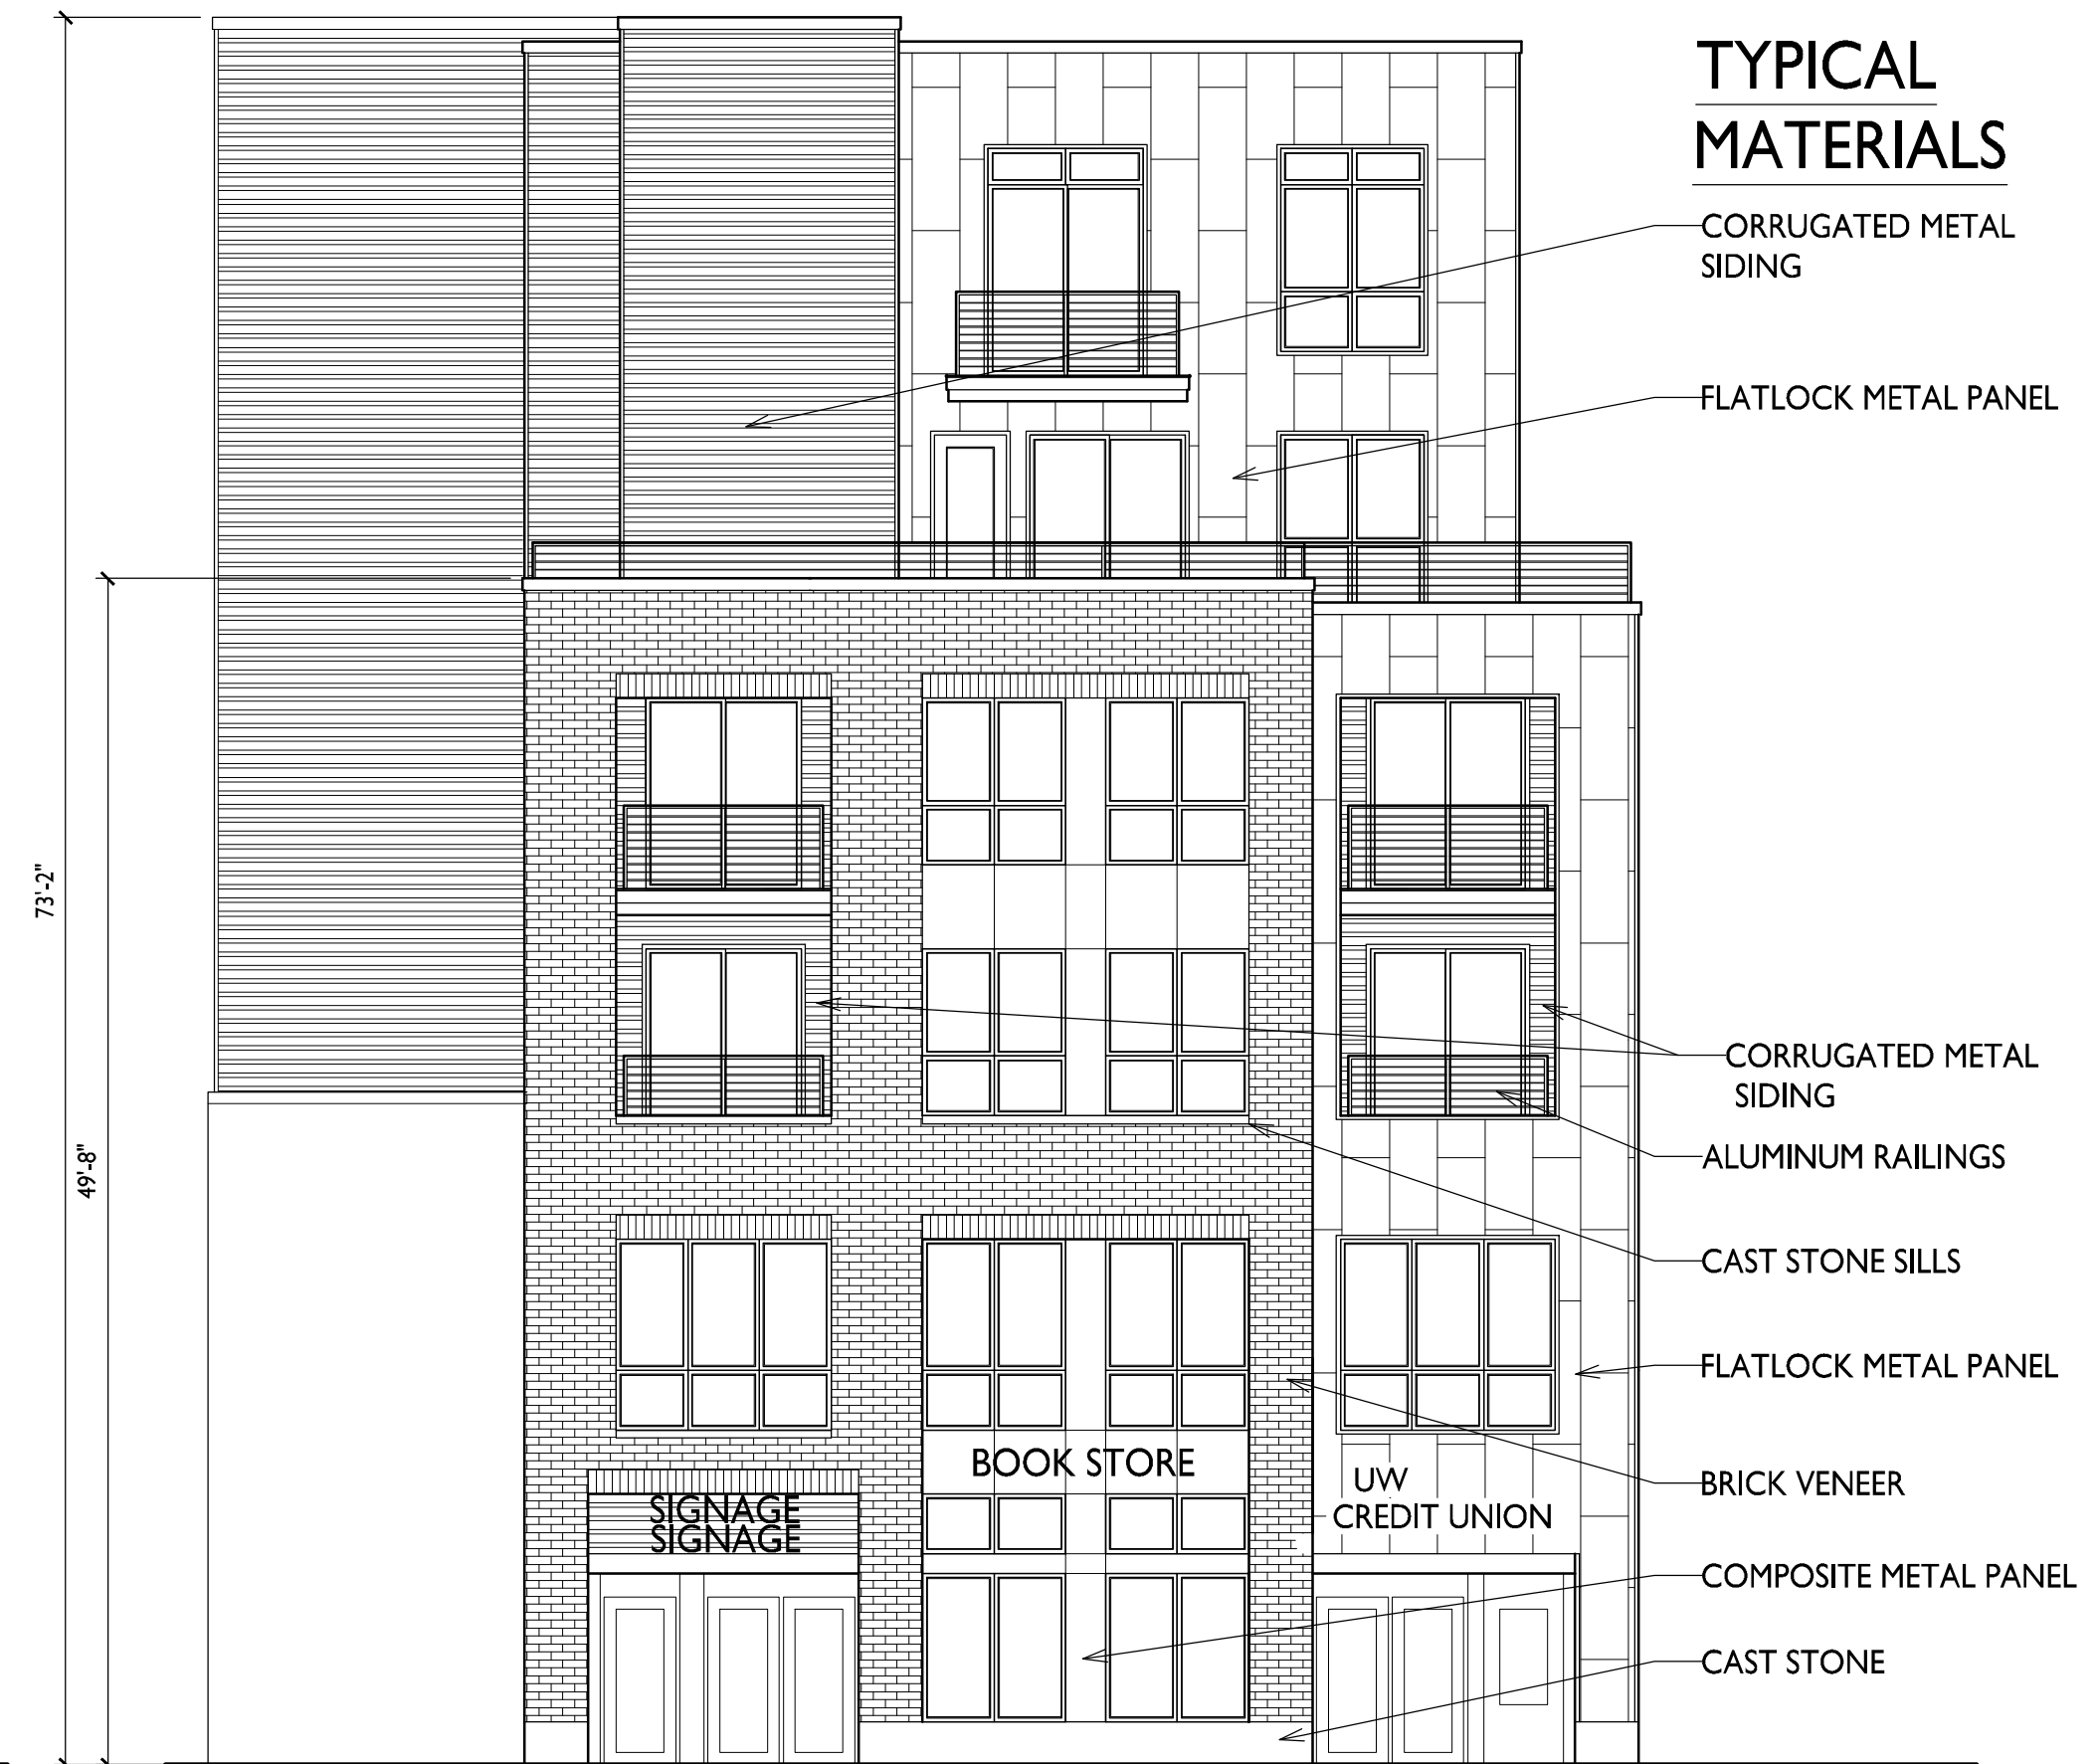 TYPICAL
MATERIALS
CORRUGATED METAL
SIDING
FLATLOCK METAL PANEL
73'-2"
49'-8"
CORRUGATED METAL
SIDING
ALUMINUM RAILINGS
CAST STONE SILLS
FLATLOCK METAL PANEL
BOOK STORE
UW
CREDIT UNION
BRICK VENEER
SIGNAGE
SIGNAGE
COMPOSITE METAL PANEL
CAST STONE